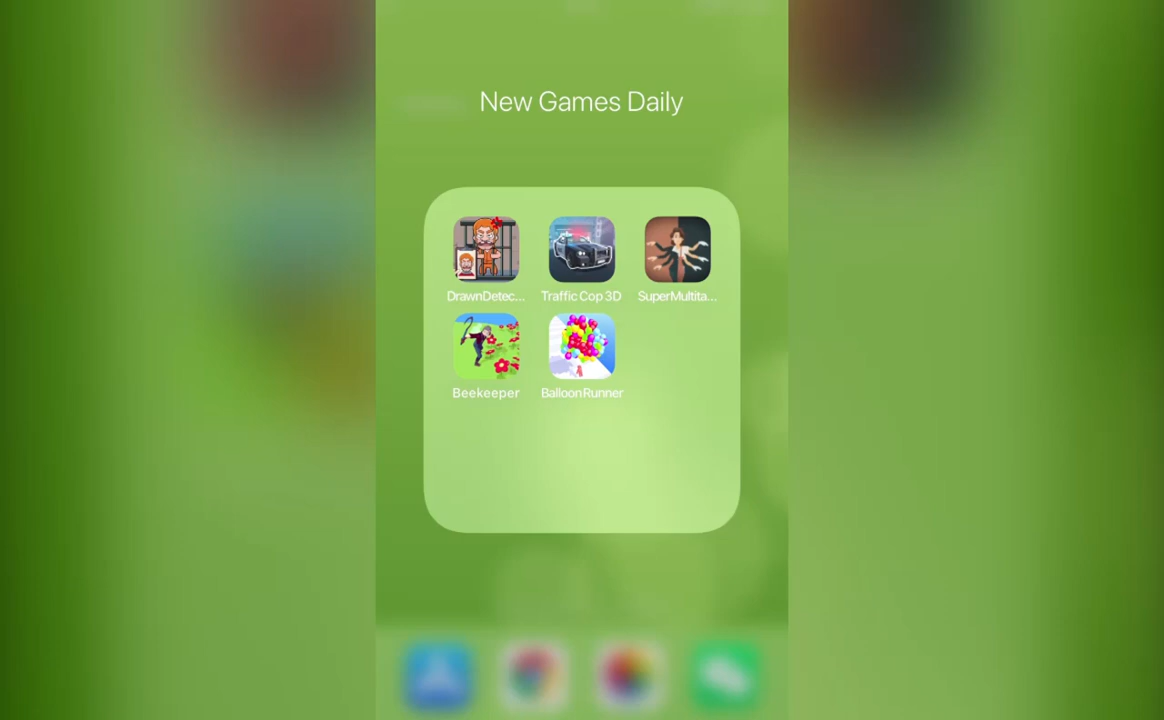 New Games Daily
DrawnDetec... Traffic Cop 3D SuperMultita...
Beekeeper BalloonRunner